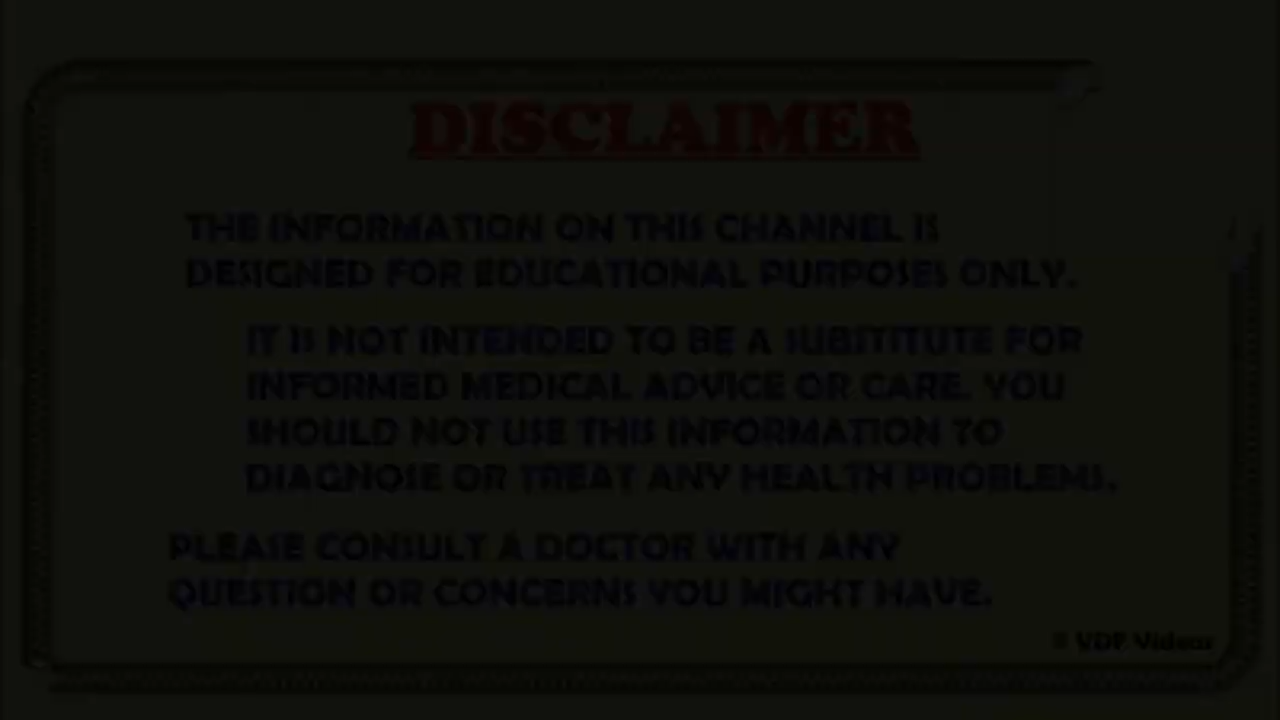 DISCLAIMER
THE INFORMATION ON THIS CHANNEL IS
DESIGNED FOR EDUCATIONAL PURPOSES ONLY.
IT IS NOT INTENDED TO BE A SUBSTITUTE FOR
INFORMED MEDICAL ADVICE OR CARE. YOU
SHOULD NOT USE THIS INFORMATION TO
DIAGNOSE OR TREAT ANY HEALTH PROBLEMS.
PLEASE CONSULT A DOCTOR WITH ANY
QUESTION OR CONCERNS YOU MIGHT HAVE.
Videos